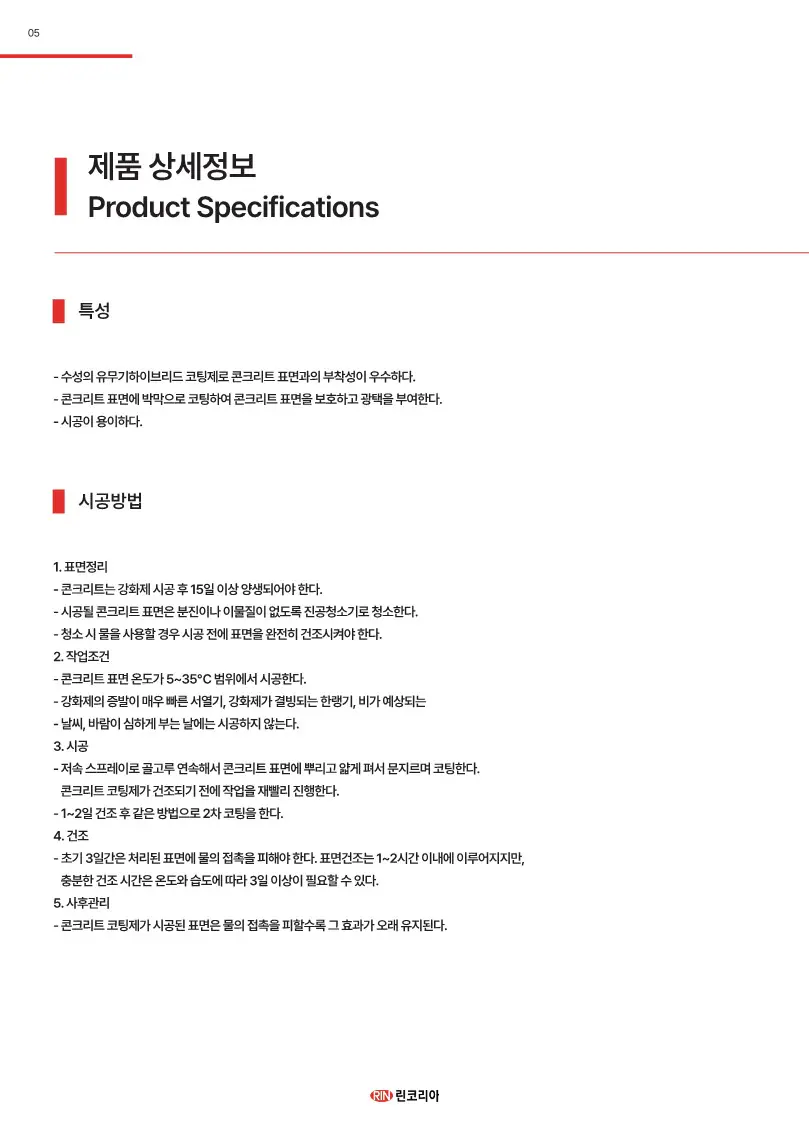 05
제품 상세정보
Product Specifications
특성
- 수성의 유무기하이브리드 코팅제로 콘크리트 표면과의 부착성이 우수하다.
- 콘크리트 표면에 박막으로 코팅하여 콘크리트 표면을 보호하고 광택을 부여한다.
- 시공이 용이하다.
시공방법
1. 표면정리
- 콘크리트는 강화제 시공 후 15일 이상 양생되어야 한다.
- 시공될 콘크리트 표면은 분진이나 이물질이 없도록 진공청소기로 청소한다.
- 청소 시 물을 사용할 경우 시공 전에 표면을 완전히 건조시켜야 한다.
2. 작업조건
- 콘크리트 표면 온도가 5~35°C 범위에서 시공한다.
- 강화제의 증발이 매우 빠른 서열기, 강화제가 결빙되는 한랭기, 비가 예상되는
- 날씨, 바람이 심하게 부는 날에는 시공하지 않는다.
3. 시공
- 저속 스프레이로 골고루 연속해서 콘크리트 표면에 뿌리고 얇게 펴서 문지르며 코팅한다.
콘크리트 코팅제가 건조되기 전에 작업을 재빨리 진행한다.
- 1~2일 건조 후 같은 방법으로 2차 코팅을 한다.
4. 건조
- 초기 3일간은 처리된 표면에 물의 접촉을 피해야 한다. 표면건조는 1~2시간 이내에 이루어지지만,
충분한 건조 시간은 온도와 습도에 따라 3일 이상이 필요할 수 있다.
5. 사후관리
- 콘크리트 코팅제가 시공된 표면은 물의 접촉을 피할수록 그 효과가 오래 유지된다.
RIN 린코리아